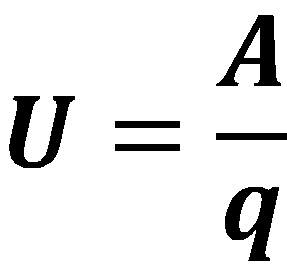 U = A/q